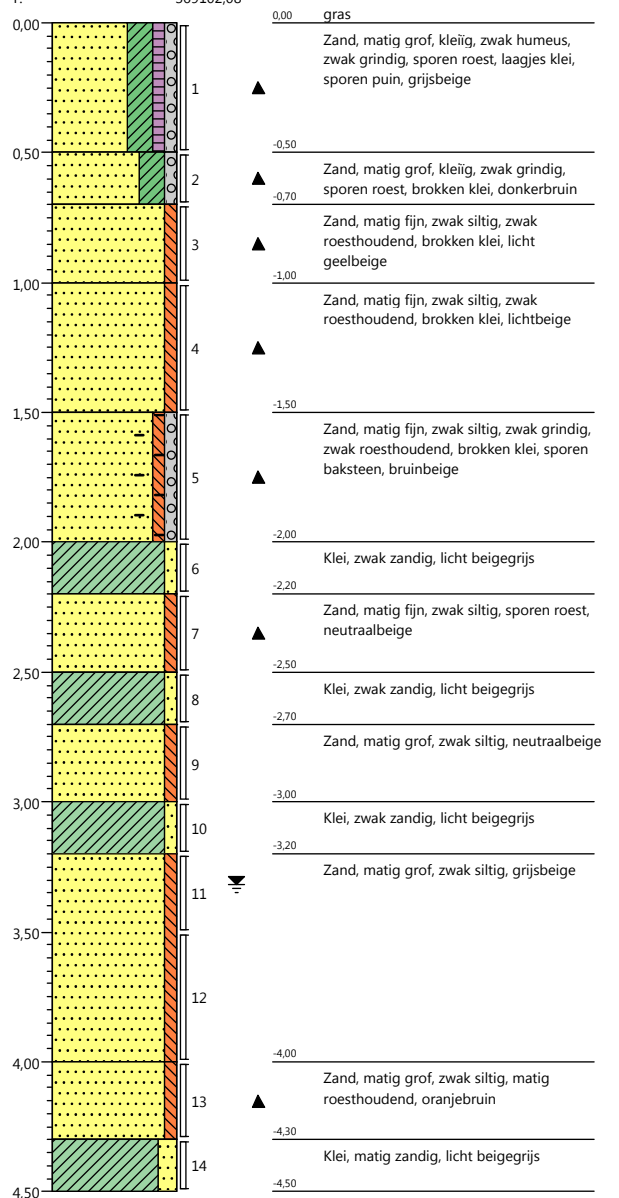 0,00
0,00 gras
Zand, matig grof, kleiïg, zwak humeus,
zwak grindig, sporen roest, laagjes klei,
sporen puin, grijsbeige
1
0,50
-0,50
Zand, matig grof, kleiïg, zwak grindig,
sporen roest, brokken klei, donkerbruin
2
-0,70
Zand, matig fijn, zwak siltig, zwak
roesthoudend, brokken klei, licht
geelbeige
3
1,00
-1,00
Zand, matig fijn, zwak siltig, zwak
roesthoudend, brokken klei, lichtbeige
4
1,50
-1,50
Zand, matig fijn, zwak siltig, zwak grindig,
zwak roesthoudend, brokken klei, sporen
baksteen, bruinbeige
5
2,00
-2,00
Klei, zwak zandig, licht beigegrijs
6
-2,20
Zand, matig fijn, zwak siltig, sporen roest,
neutraalbeige
7
2,50
-2,50
Klei, zwak zandig, licht beigegrijs
8
-2,70
Zand, matig grof, zwak siltig, neutraalbeige
9
3,00
-3,00
Klei, zwak zandig, licht beigegrijs
10
-3,20
Zand, matig grof, zwak siltig, grijsbeige
11
3,50
12
4,00
-4,00
Zand, matig grof, zwak siltig, matig
roesthoudend, oranjebruin
13
-4,30
Klei, matig zandig, licht beigegrijs
14
4,50
-4,50